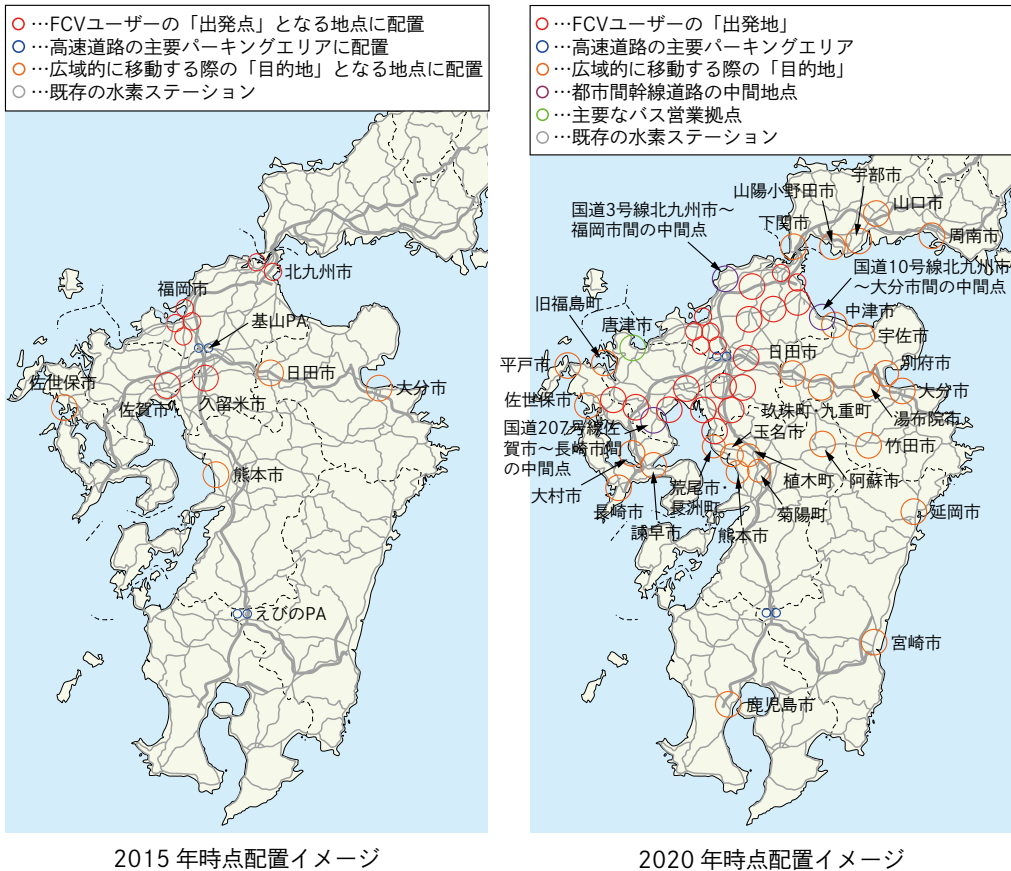 ○…FCVユーザーの「出発点」となる地点に配置
○…高速道路の主要パーキングエリアに配置
○…広域的に移動する際の「目的地」となる地点に配置
○…既存の水素ステーション
北九州市
福岡市
基山PA
日田市
大分市
佐世保市
佐賀市
久留米市
熊本市
えびのPA
2015 年時点配置イメージ
○…FCVユーザーの「出発地」
○…高速道路の主要パーキングエリア
○…広域的に移動する際の「目的地」
○…都市間幹線道路の中間地点
○…主要なバス営業拠点
○…既存の水素ステーション
宇部市
山陽小野田市
山口市
国道3号線北九州市～
福岡市間の中間点
下関市
周南市
国道10号線北九州市
～大分市間の中間点
旧福島町
唐津市
中津市
宇佐市
平戸市
日田市
別府市
大分市
佐世保市
玖珠町・九重町
湯布院市
国道207号線佐
賀市～長崎市間
の中間点
玉名市
竹田市
大村市
荒尾市・
長洲町
植木町
阿蘇市
長崎市
諫早市
熊本市
菊陽町
延岡市
宮崎市
鹿児島市
2020 年時点配置イメージ